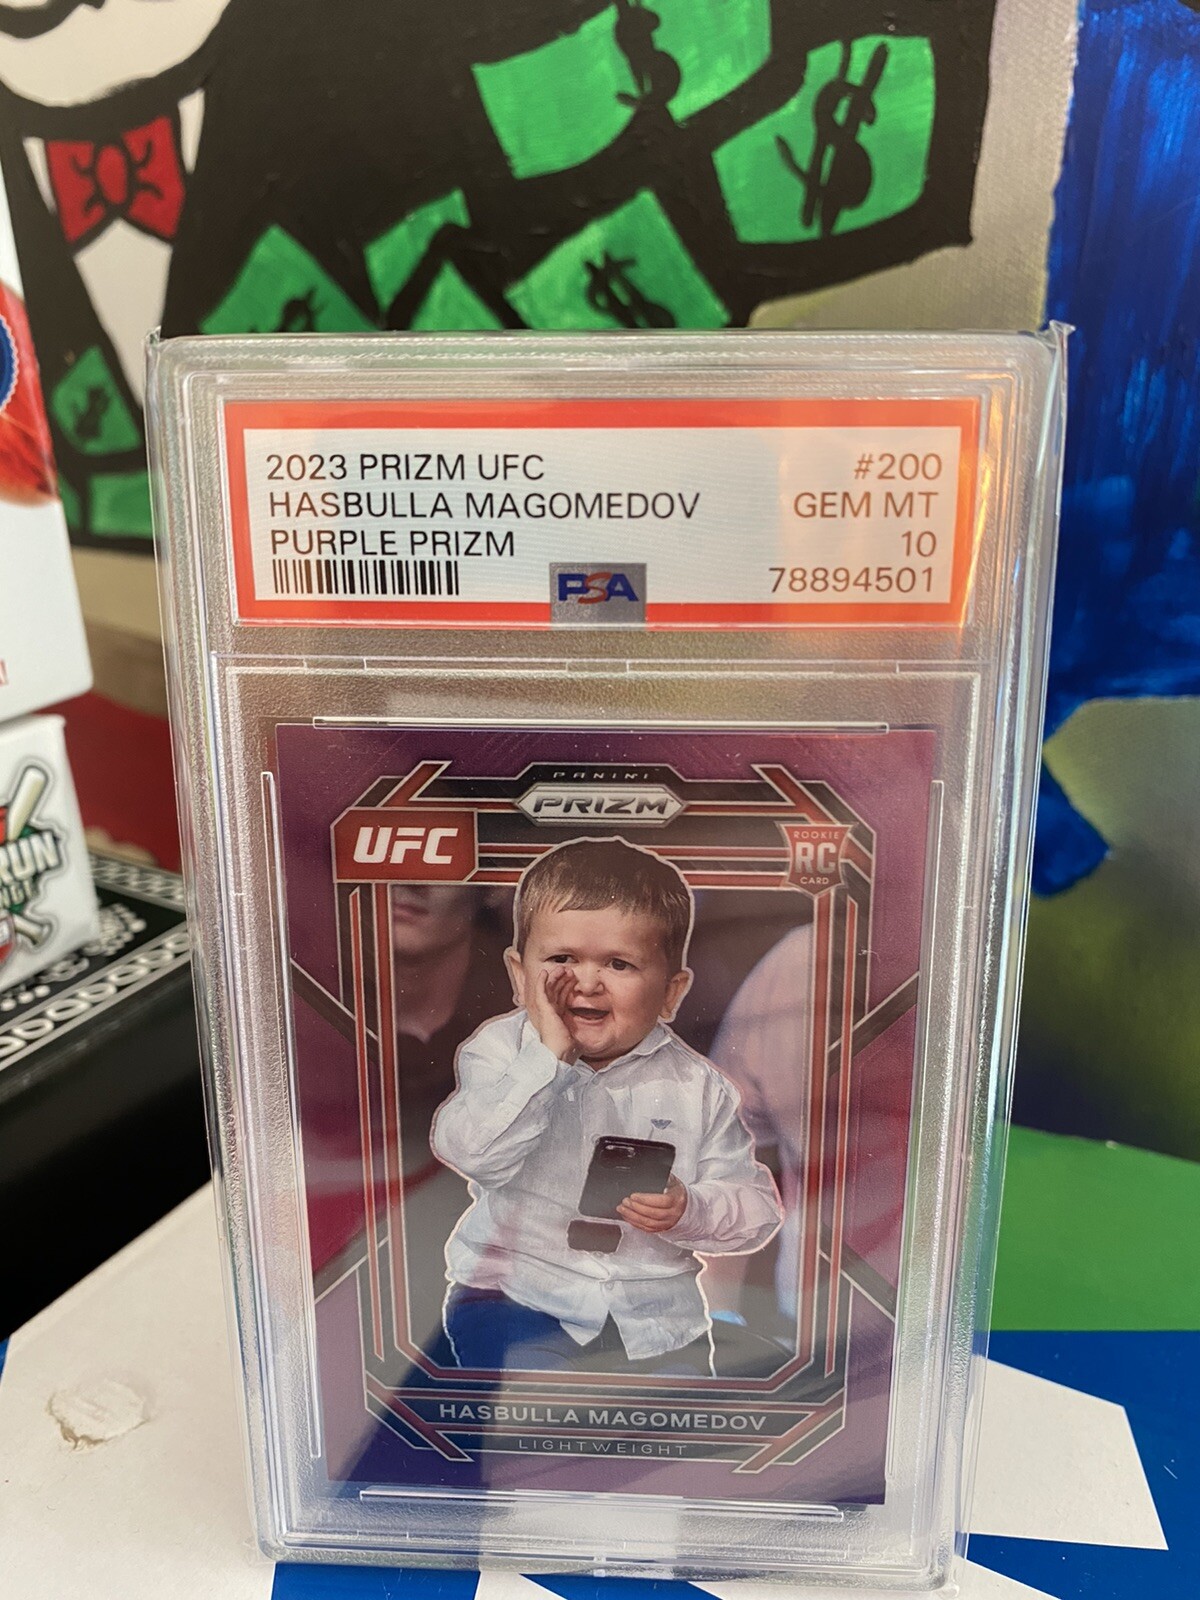 2023 PRIZM UFC #200
HASBULLA MAGOMEDOV GEM MT
PURPLE PRIZM 10
PSA 78894501
PANINI
PRIZM
UFC
ROOKIE
RC
CARD
HASBULLA MAGOMEDOV
LIGHTWEIGHT
RUN